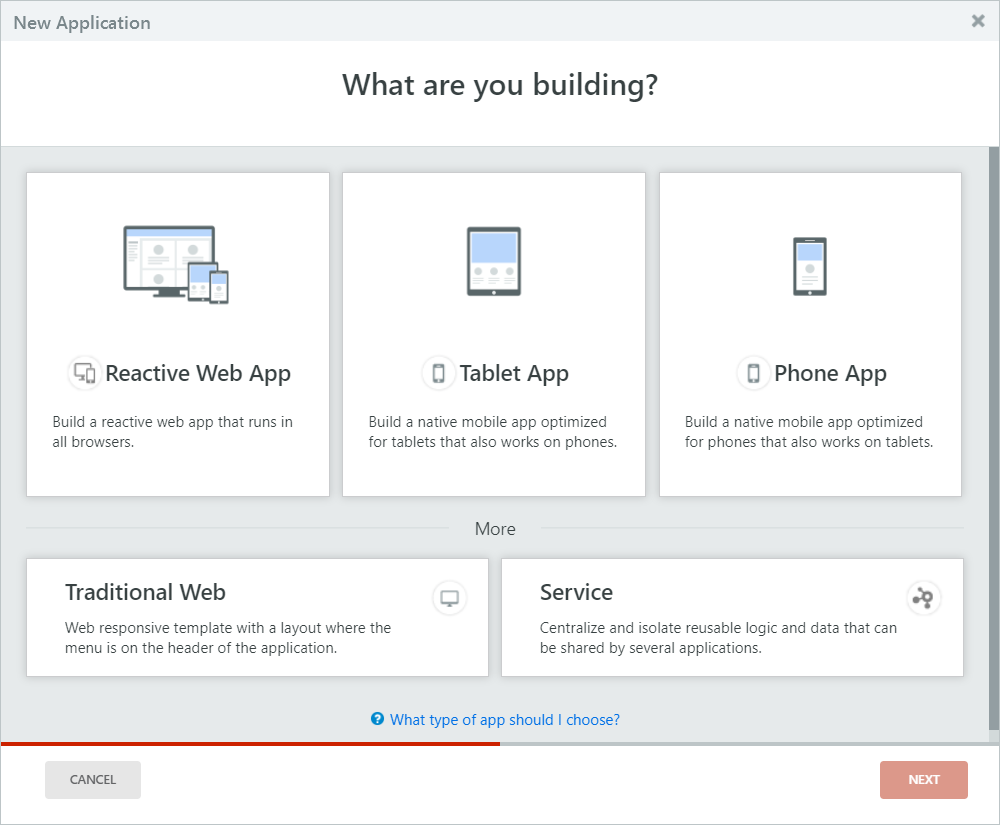 New Application
What are you building?
Reactive Web App
Build a reactive web app that runs in
all browsers.
Tablet App
Build a native mobile app optimized
for tablets that also works on phones.
Phone App
Build a native mobile app optimized
for phones that also works on tablets.
More
Traditional Web
Web responsive template with a layout where the
menu is on the header of the application.
Service
Centralize and isolate reusable logic and data that can
be shared by several applications.
What type of app should I choose?
CANCEL
NEXT